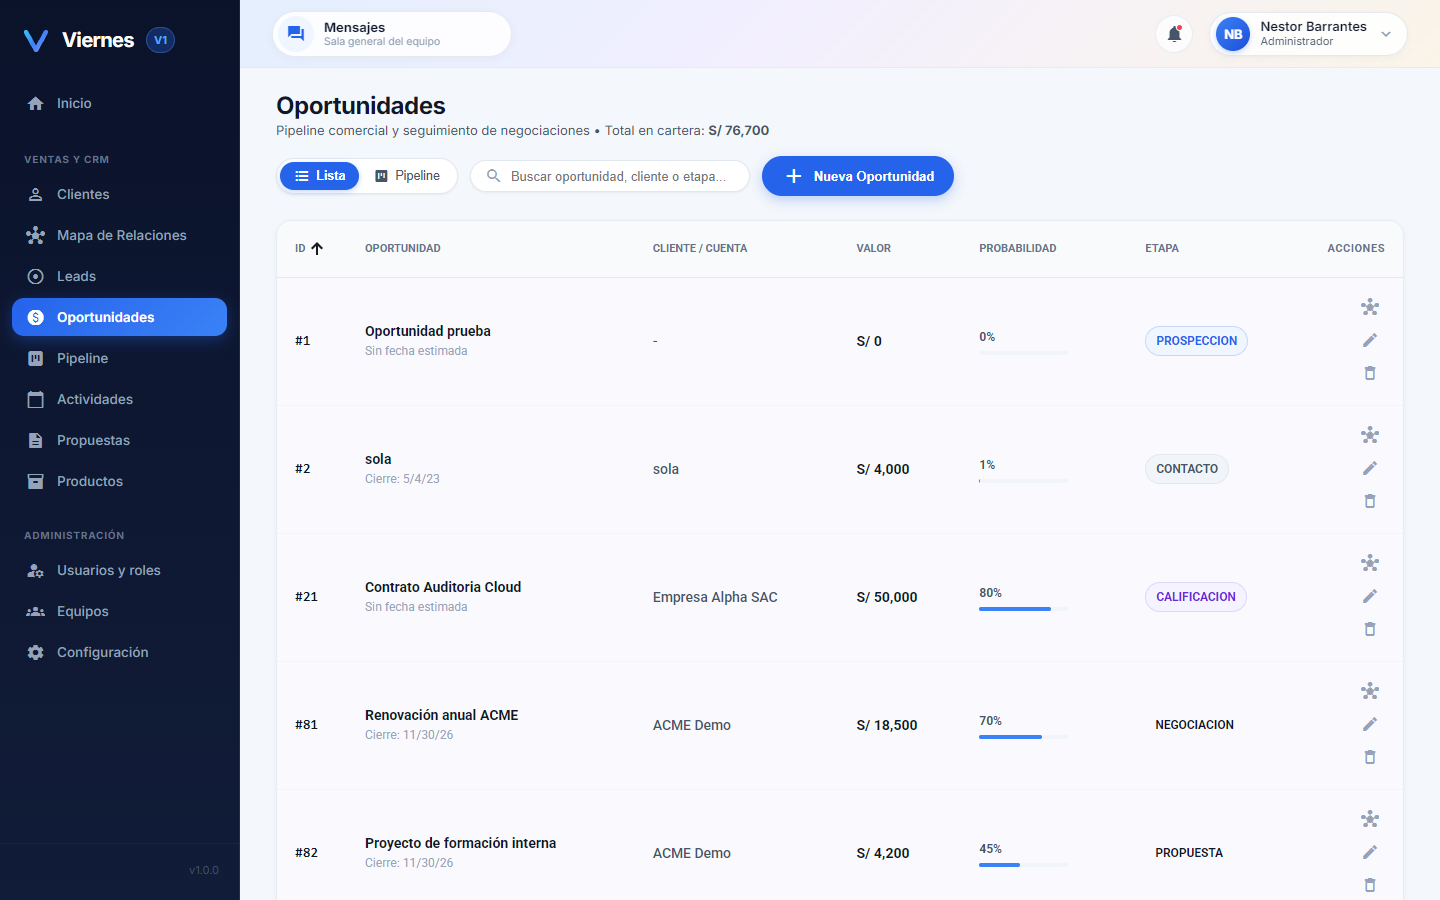 Viernes V1
Mensajes
Sala general del equipo
NB
Nestor Barrantes
Administrador
Inicio
VENTAS Y CRM
Clientes
Mapa de Relaciones
Leads
Oportunidades
Pipeline
Actividades
Propuestas
Productos
ADMINISTRACIÓN
Usuarios y roles
Equipos
Configuración
v1.0.0
Oportunidades
Pipeline comercial y seguimiento de negociaciones • Total en cartera: S/ 76,700
Lista Pipeline Buscar oportunidad, cliente o etapa... Nueva Oportunidad
ID OPORTUNIDAD CLIENTE / CUENTA VALOR PROBABILIDAD ETAPA ACCIONES
#1 Oportunidad prueba - S/ 0 0% PROSPECCION
Sin fecha estimada
#2 sola sola S/ 4,000 1% CONTACTO
Cierre: 5/4/23
#21 Contrato Auditoria Cloud Empresa Alpha SAC S/ 50,000 80% CALIFICACION
Sin fecha estimada
#81 Renovación anual ACME ACME Demo S/ 18,500 70% NEGOCIACION
Cierre: 11/30/26
#82 Proyecto de formación interna ACME Demo S/ 4,200 45% PROPUESTA
Cierre: 11/30/26